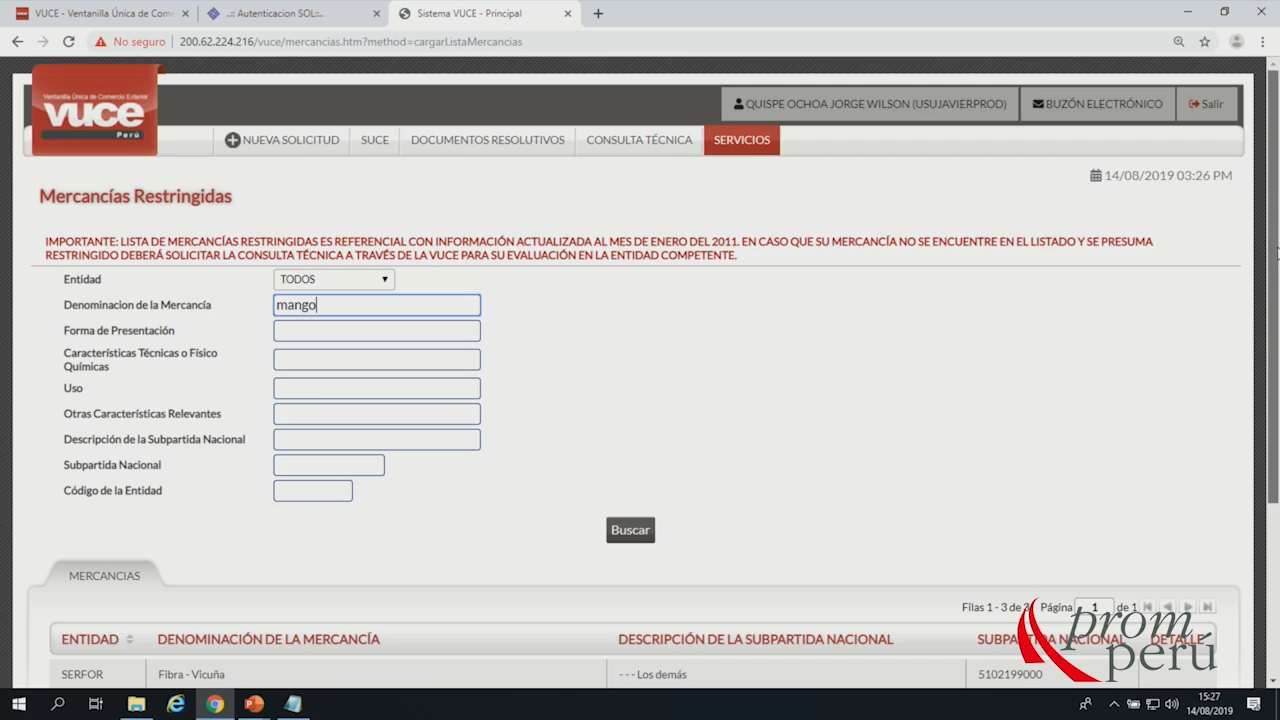 VUCE - Ventanilla Única de Com
..:: Autenticacion SOL::..
Sistema VUCE - Principal
No seguro | 200.62.224.216/vuce/mercancias.htm?method=cargarListaMercancias
Ventanilla Única de Comercio Exterior
vuce
Perú
QUISPE OCHOA JORGE WILSON (USUJAVIERPROD)
BUZÓN ELECTRÓNICO
Salir
NUEVA SOLICITUD
SUCE
DOCUMENTOS RESOLUTIVOS
CONSULTA TÉCNICA
SERVICIOS
14/08/2019 03:26 PM
Mercancías Restringidas
IMPORTANTE: LISTA DE MERCANCÍAS RESTRINGIDAS ES REFERENCIAL CON INFORMACIÓN ACTUALIZADA AL MES DE ENERO DEL 2011. EN CASO QUE SU MERCANCÍA NO SE ENCUENTRE EN EL LISTADO Y SE PRESUMA
RESTRINGIDO DEBERÁ SOLICITAR LA CONSULTA TÉCNICA A TRAVÉS DE LA VUCE PARA SU EVALUACIÓN EN LA ENTIDAD COMPETENTE.
Entidad TODOS
Denominacion de la Mercancía mango
Forma de Presentación
Características Técnicas o Físico
Químicas
Uso
Otras Características Relevantes
Descripción de la Subpartida Nacional
Subpartida Nacional
Código de la Entidad
Buscar
MERCANCIAS
Filas 1 - 3 de 3 Página 1 de 1
ENTIDAD DENOMINACIÓN DE LA MERCANCÍA DESCRIPCIÓN DE LA SUBPARTIDA NACIONAL SUBPARTIDA NACIONAL DETALLE
SERFOR Fibra - Vicuña - - - Los demás 5102199000
prom
perú
15:27
14/08/2019